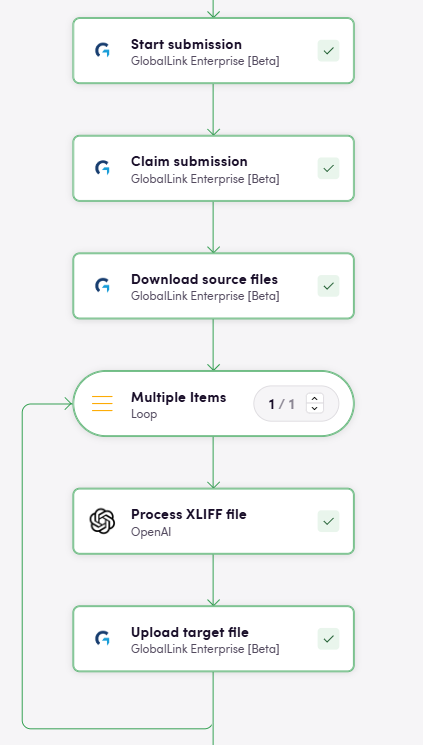 Start submission
GlobalLink Enterprise [Beta]
Claim submission
GlobalLink Enterprise [Beta]
Download source files
GlobalLink Enterprise [Beta]
Multiple Items
Loop
1 / 1
Process XLIFF file
OpenAI
Upload target file
GlobalLink Enterprise [Beta]